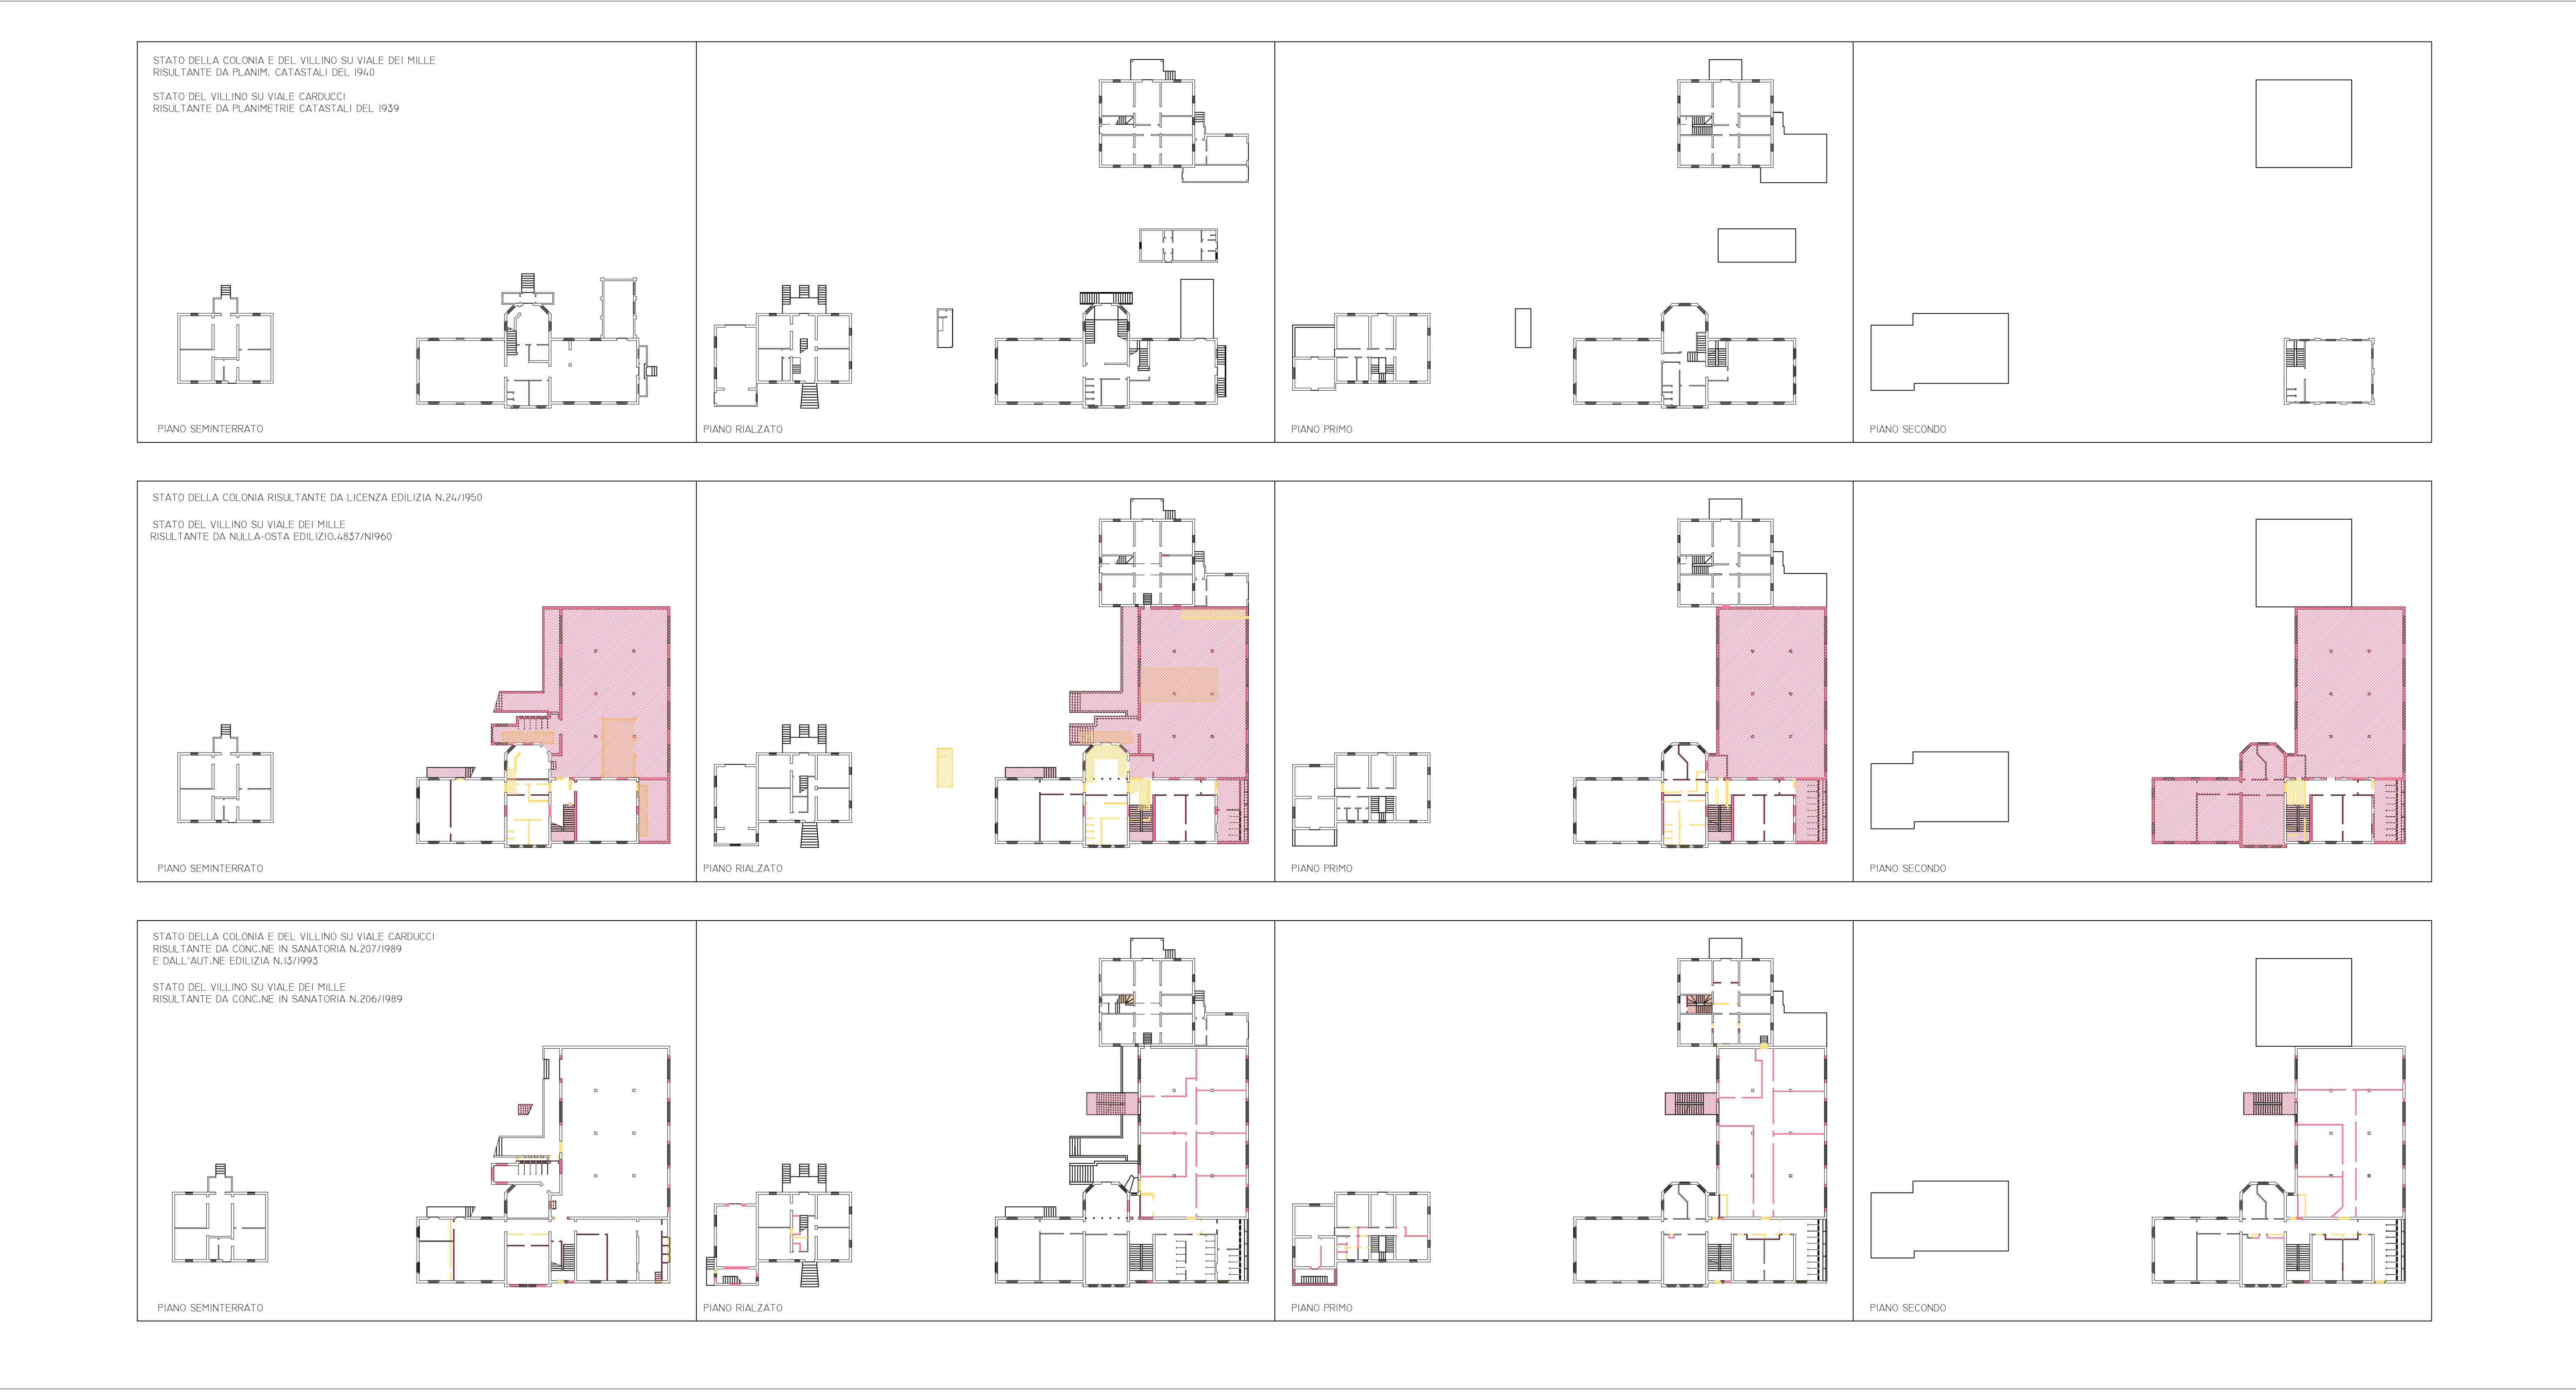 STATO DELLA COLONIA E DEL VILLINO SU VIALE DEI MILLE
RISULTANTE DA PLANIM. CATASTALI DEL 1940
STATO DEL VILLINO SU VIALE CARDUCCI
RISULTANTE DA PLANIMETRIE CATASTALI DEL 1939
PIANO SEMINTERRATO
PIANO RIALZATO
PIANO PRIMO
PIANO SECONDO
STATO DELLA COLONIA RISULTANTE DA LICENZA EDILIZIA N.24/1950
STATO DEL VILLINO SU VIALE DEI MILLE
RISULTANTE DA NULLA-OSTA EDILIZIO.4837/N1960
PIANO SEMINTERRATO
PIANO RIALZATO
PIANO PRIMO
PIANO SECONDO
STATO DELLA COLONIA E DEL VILLINO SU VIALE CARDUCCI
RISULTANTE DA CONC.NE IN SANATORIA N.207/1989
E DALL'AUT.NE EDILIZIA N.13/1993
STATO DEL VILLINO SU VIALE DEI MILLE
RISULTANTE DA CONC.NE IN SANATORIA N.206/1989
PIANO SEMINTERRATO
PIANO RIALZATO
PIANO PRIMO
PIANO SECONDO